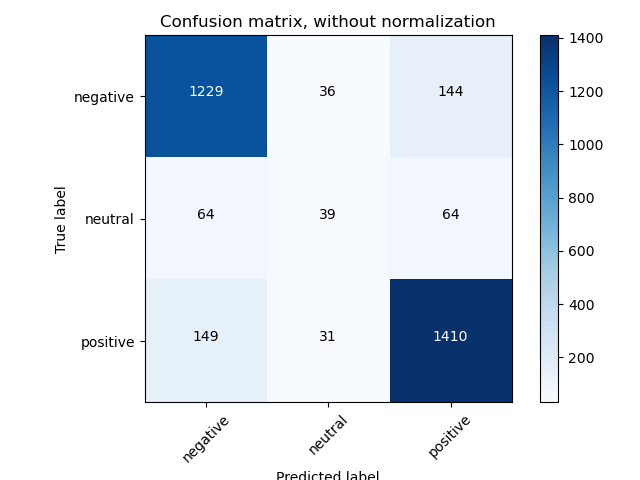 Confusion matrix, without normalization
negative 1229 36 144
neutral 64 39 64
positive 149 31 1410
negative neutral positive
True label
Predicted label
1400
1200
1000
800
600
400
200